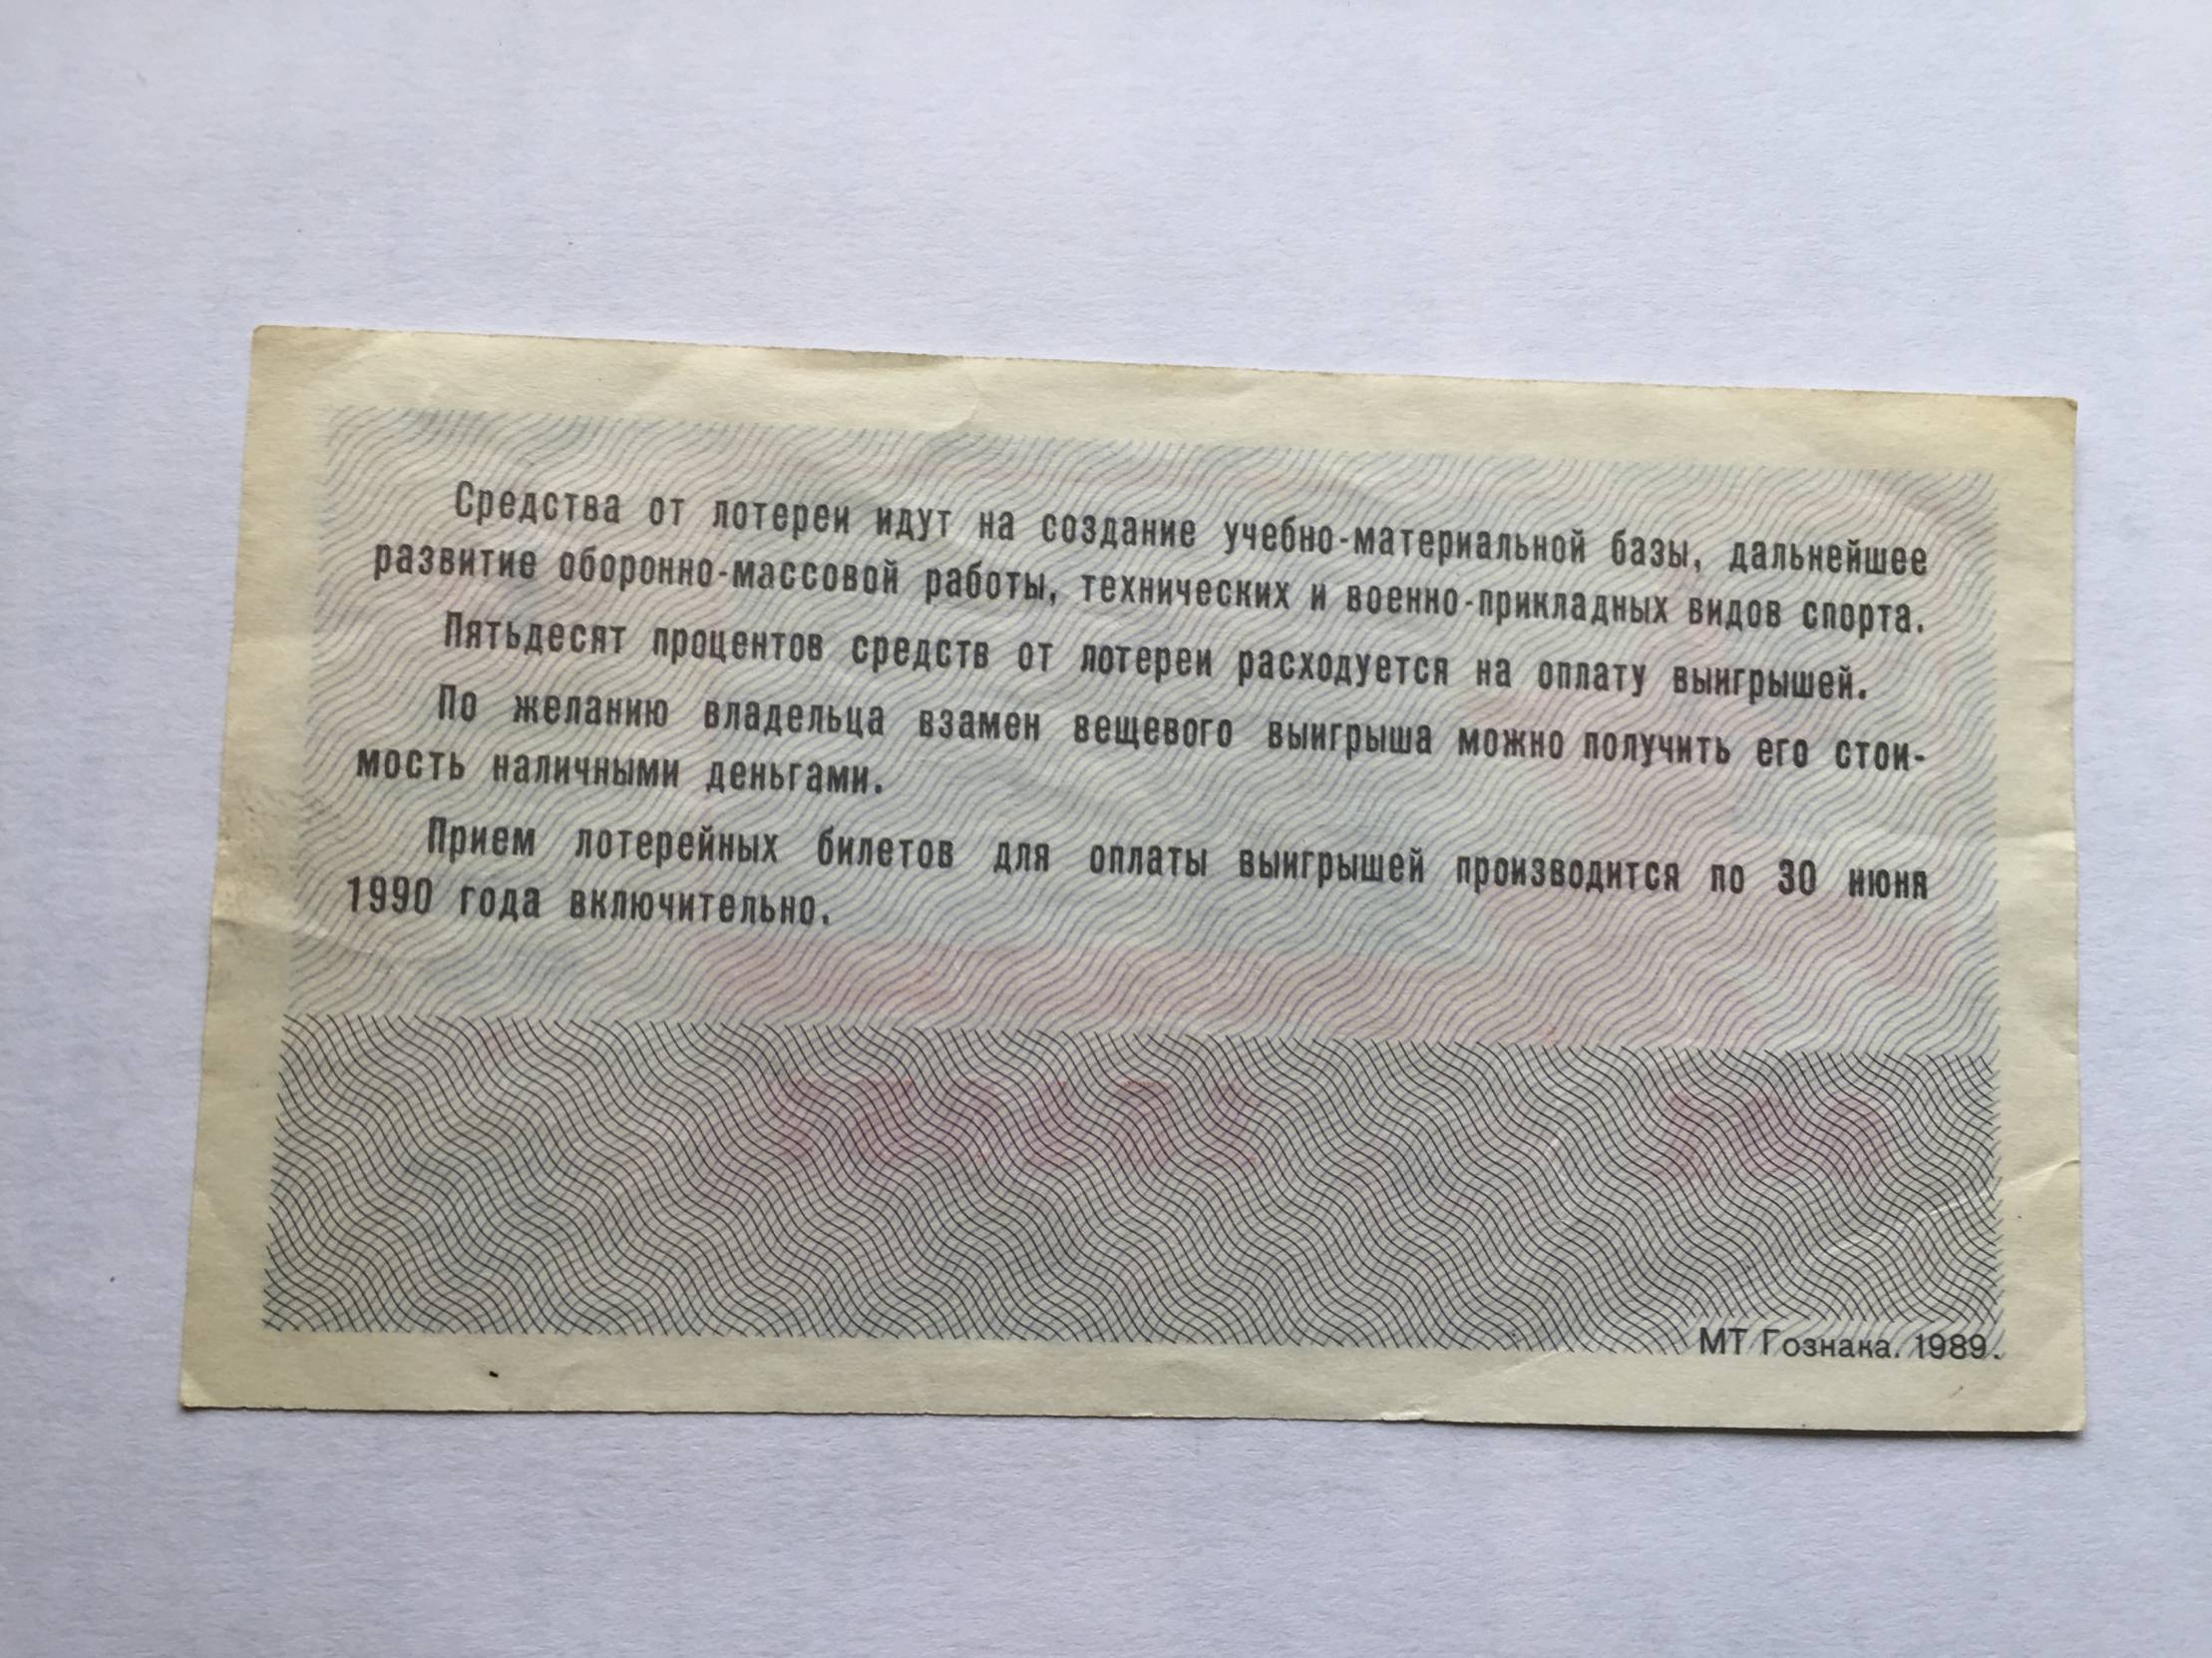 Средства от лотереи идут на создание учебно-материальной базы, дальнейшее
развитие оборонно-массовой работы, технических и военно-прикладных видов спорта.
Пятьдесят процентов средств от лотереи расходуется на оплату выигрышей.
По желанию владельца взамен вещевого выигрыша можно получить его стои-
мость наличными деньгами.
Прием лотерейных билетов для оплаты выигрышей производится по 30 июня
1990 года включительно.
МТ Гознака. 1989.